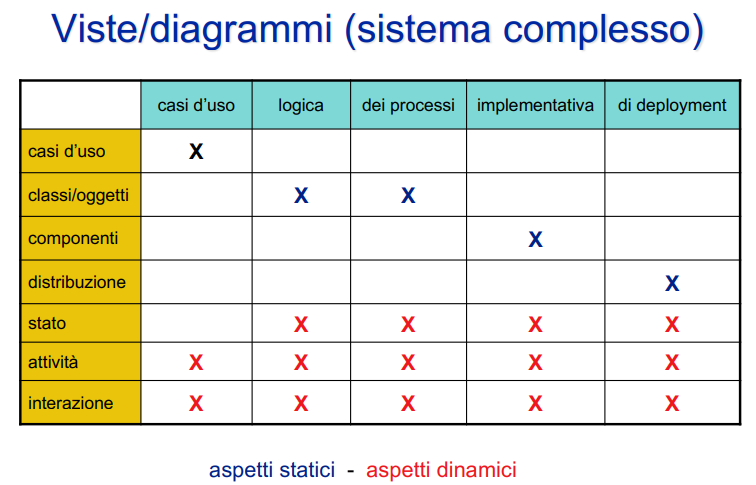 Viste/diagrammi (sistema complesso)
casi d’uso logica dei processi implementativa di deployment
casi d’uso X
classi/oggetti X X
componenti X
distribuzione X
stato X X X X
attività X X X X X
interazione X X X X X
aspetti statici - aspetti dinamici